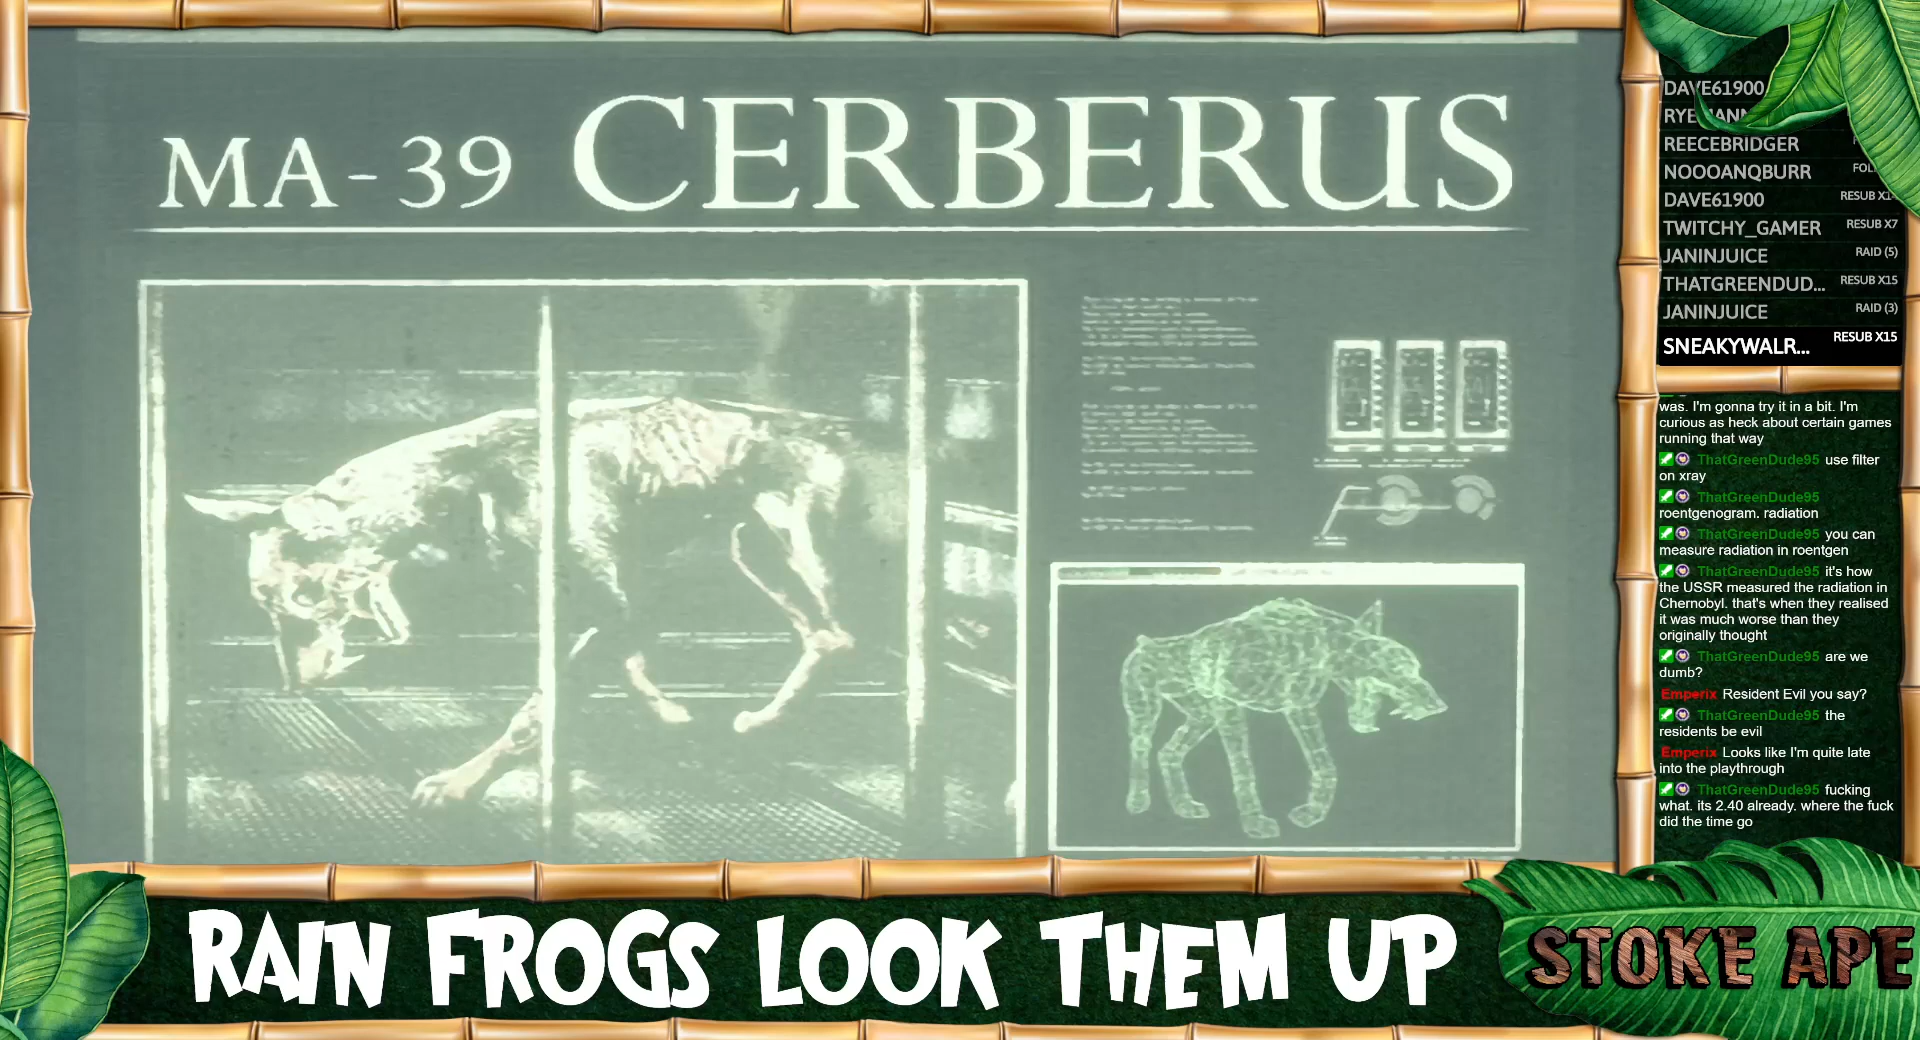 MA-39 CERBERUS
DAVE61900
REECEBRIDGER
NOOOANQBURR
DAVE61900
TWITCHY_GAMER RESUB X7
JANINJUICE RAID (5)
THATGREENDUD... RESUB X15
JANINJUICE RAID (3)
SNEAKYWALR... RESUB X15
was. I'm gonna try it in a bit. I'm
curious as heck about certain games
running that way
ThatGreenDude95 use filter
on xray
ThatGreenDude95
roentgenogram. radiation
ThatGreenDude95 you can
measure radiation in roentgen
ThatGreenDude95 it's how
the USSR measured the radiation in
Chernobyl. that's when they realised
it was much worse than they
originally thought
ThatGreenDude95 are we
dumb?
Emperix Resident Evil you say?
ThatGreenDude95 the
residents be evil
Emperix Looks like I'm quite late
into the playthrough
ThatGreenDude95 fucking
what. its 2.40 already. where the fuck
did the time go
RAIN FROGS LOOK THEM UP
STOKE APE